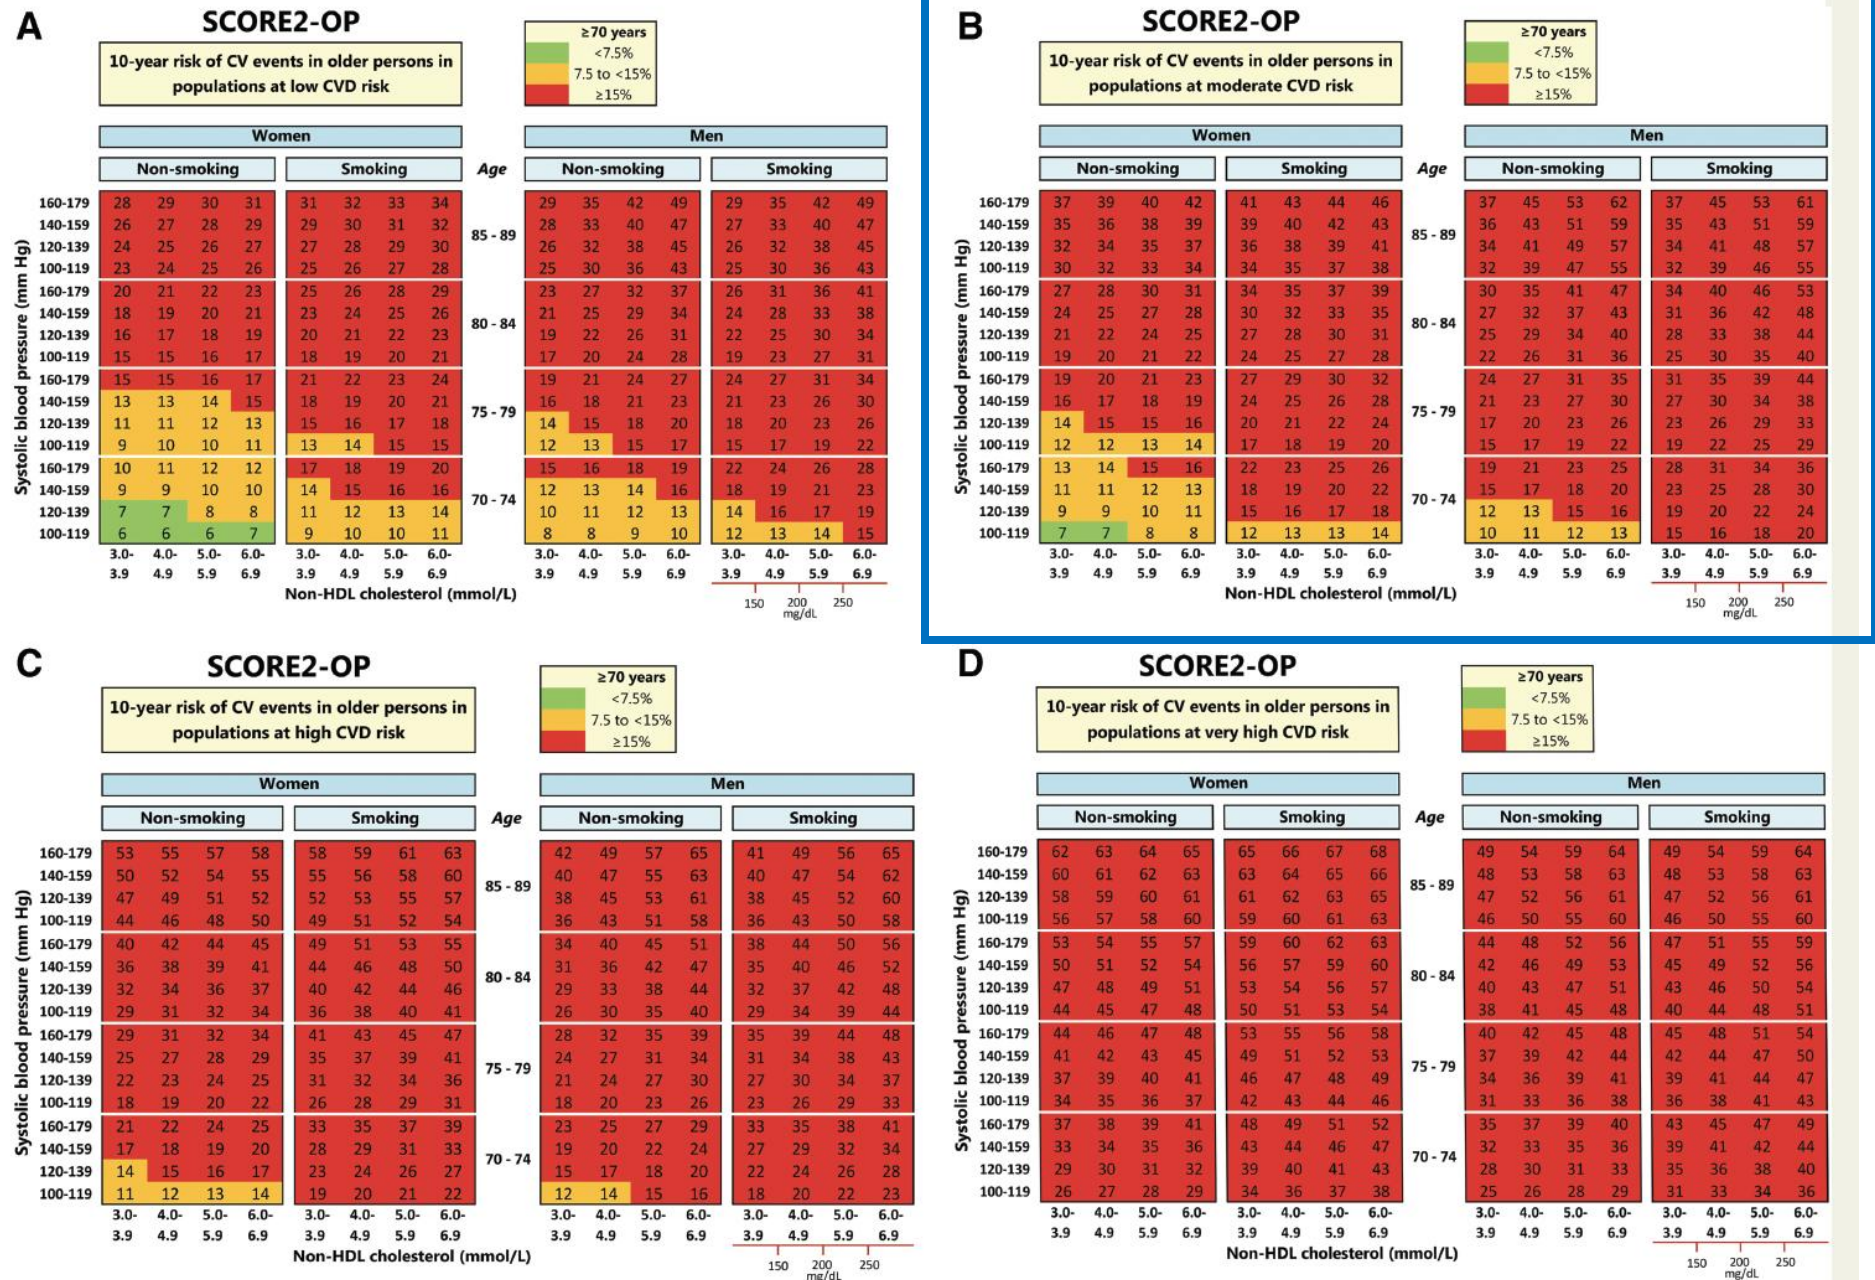 A
SCORE2-OP
10-year risk of CV events in older persons in
populations at low CVD risk
≥70 years
<7.5%
7.5 to <15%
≥15%
Women
Men
Non-smoking Smoking Age Non-smoking Smoking
Systolic blood pressure (mm Hg)
160-179 28 29 30 31 31 32 33 34 29 35 42 49 29 35 42 49
140-159 26 27 28 29 29 30 31 32 28 33 40 47 27 33 40 47
85 - 89
120-139 24 25 26 27 27 28 29 30 26 32 38 45 26 32 38 45
100-119 23 24 25 26 25 26 27 28 25 30 36 43 25 30 36 43
160-179 20 21 22 23 25 26 28 29 23 27 32 37 26 31 36 41
140-159 18 19 20 21 23 24 25 26 21 25 29 34 24 28 33 38
80 - 84
120-139 16 17 18 19 20 21 22 23 19 22 26 31 22 25 30 34
100-119 15 15 16 17 18 19 20 21 17 20 24 28 19 23 27 31
160-179 15 15 16 17 21 22 23 24 19 21 24 27 24 27 31 34
140-159 13 13 14 15 18 19 20 21 16 18 21 23 21 23 26 30
75 - 79
120-139 11 11 12 13 15 16 17 18 14 15 18 20 18 20 23 26
100-119 9 10 10 11 13 14 15 15 12 13 15 17 15 17 19 22
160-179 10 11 12 12 17 18 19 20 15 16 18 19 22 24 26 28
140-159 9 9 10 10 14 15 16 16 12 13 14 16 18 19 21 23
70 - 74
120-139 7 7 8 8 11 12 13 14 10 11 12 13 14 16 17 19
100-119 6 6 6 7 9 10 10 11 8 8 9 10 12 13 14 15
3.0- 4.0- 5.0- 6.0- 3.0- 4.0- 5.0- 6.0- 3.0- 4.0- 5.0- 6.0- 3.0- 4.0- 5.0- 6.0-
3.9 4.9 5.9 6.9 3.9 4.9 5.9 6.9 3.9 4.9 5.9 6.9 3.9 4.9 5.9 6.9
Non-HDL cholesterol (mmol/L)
150 200 250
mg/dL
B
SCORE2-OP
10-year risk of CV events in older persons in
populations at moderate CVD risk
≥70 years
<7.5%
7.5 to <15%
≥15%
Women
Men
Non-smoking Smoking Age Non-smoking Smoking
Systolic blood pressure (mm Hg)
160-179 37 39 40 42 41 43 44 46 37 45 53 62 37 45 53 61
140-159 35 36 38 39 39 40 42 43 36 43 51 59 35 43 51 59
85 - 89
120-139 32 34 35 37 36 38 39 41 34 41 49 57 34 41 48 57
100-119 30 32 33 34 34 35 37 38 32 39 47 55 32 39 46 55
160-179 27 28 30 31 34 35 37 39 30 35 41 47 34 40 46 53
140-159 24 25 27 28 30 32 33 35 27 32 37 43 31 36 42 48
80 - 84
120-139 21 22 24 25 27 28 30 31 25 29 34 40 28 33 38 44
100-119 19 20 21 22 24 25 27 28 22 26 31 36 25 30 35 40
160-179 19 20 21 23 27 29 30 32 24 27 31 35 31 35 39 44
140-159 16 17 18 19 24 25 26 28 21 23 27 30 27 30 34 38
75 - 79
120-139 14 15 15 16 20 21 22 24 17 20 23 26 23 26 29 33
100-119 12 12 13 14 17 18 19 20 15 17 19 22 19 22 25 29
160-179 13 14 15 16 22 23 25 26 19 21 23 25 28 31 34 36
140-159 11 11 12 13 18 19 20 22 15 17 18 20 23 25 28 30
70 - 74
120-139 9 9 10 11 15 16 17 18 12 13 15 16 19 20 22 24
100-119 7 7 8 8 12 13 13 14 10 11 12 13 15 16 18 20
3.0- 4.0- 5.0- 6.0- 3.0- 4.0- 5.0- 6.0- 3.0- 4.0- 5.0- 6.0- 3.0- 4.0- 5.0- 6.0-
3.9 4.9 5.9 6.9 3.9 4.9 5.9 6.9 3.9 4.9 5.9 6.9 3.9 4.9 5.9 6.9
Non-HDL cholesterol (mmol/L)
150 200 250
mg/dL
C
SCORE2-OP
10-year risk of CV events in older persons in
populations at high CVD risk
≥70 years
<7.5%
7.5 to <15%
≥15%
Women
Men
Non-smoking Smoking Age Non-smoking Smoking
Systolic blood pressure (mm Hg)
160-179 53 55 57 58 58 59 61 63 42 49 57 65 41 49 56 65
140-159 50 52 54 55 55 56 58 60 40 47 55 63 40 47 54 62
85 - 89
120-139 47 49 51 52 52 53 55 57 38 45 53 61 38 45 52 60
100-119 44 46 48 50 49 51 52 54 36 43 51 58 36 43 50 58
160-179 40 42 44 45 49 51 53 55 34 40 45 51 38 44 50 56
140-159 36 38 39 41 44 46 48 50 31 36 42 47 35 40 46 52
80 - 84
120-139 32 34 36 37 40 42 44 46 29 33 38 44 32 37 42 48
100-119 29 31 32 34 36 38 40 41 26 30 35 40 29 34 39 44
160-179 29 31 32 34 41 43 45 47 28 32 35 39 35 39 44 48
140-159 25 27 28 29 35 37 39 41 24 27 31 34 31 34 38 43
75 - 79
120-139 22 23 24 25 31 32 34 36 21 24 27 30 27 30 34 37
100-119 18 19 20 22 26 28 29 31 18 20 23 26 23 26 29 33
160-179 21 22 24 25 33 35 37 39 23 25 27 29 33 35 38 41
140-159 17 18 19 20 28 29 31 33 19 20 22 24 27 29 32 34
70 - 74
120-139 14 15 16 17 23 24 26 27 15 17 18 20 22 24 26 28
100-119 11 12 13 14 19 20 21 22 12 14 15 16 18 20 22 23
3.0- 4.0- 5.0- 6.0- 3.0- 4.0- 5.0- 6.0- 3.0- 4.0- 5.0- 6.0- 3.0- 4.0- 5.0- 6.0-
3.9 4.9 5.9 6.9 3.9 4.9 5.9 6.9 3.9 4.9 5.9 6.9 3.9 4.9 5.9 6.9
Non-HDL cholesterol (mmol/L)
150 200 250
mg/dL
D
SCORE2-OP
10-year risk of CV events in older persons in
populations at very high CVD risk
≥70 years
<7.5%
7.5 to <15%
≥15%
Women
Men
Non-smoking Smoking Age Non-smoking Smoking
Systolic blood pressure (mm Hg)
160-179 62 63 64 65 65 66 67 68 49 54 59 64 49 54 59 64
140-159 60 61 62 63 63 64 65 66 48 53 58 63 48 53 58 63
85 - 89
120-139 58 59 60 61 61 62 63 65 47 52 56 61 47 52 56 61
100-119 56 57 58 60 59 60 61 63 46 50 55 60 46 50 55 60
160-179 53 54 55 57 59 60 62 63 44 48 52 56 47 51 55 59
140-159 50 51 52 54 56 57 59 60 42 46 49 53 45 49 52 56
80 - 84
120-139 47 48 49 51 53 54 56 57 40 43 47 51 43 46 50 54
100-119 44 45 47 48 50 51 53 54 38 41 45 48 40 44 48 51
160-179 44 46 47 48 53 55 56 58 40 42 45 48 45 48 51 54
140-159 41 42 43 45 49 51 52 53 37 39 42 44 42 44 47 50
75 - 79
120-139 37 39 40 41 46 47 48 49 34 36 39 41 39 41 44 47
100-119 34 35 36 37 42 43 44 46 31 33 36 38 36 38 41 43
160-179 37 38 39 41 48 49 51 52 35 37 39 40 43 45 47 49
140-159 33 34 35 36 43 44 46 47 32 33 35 36 39 41 42 44
70 - 74
120-139 29 30 31 32 39 40 41 43 28 30 31 33 35 36 38 40
100-119 26 27 28 29 34 36 37 38 25 26 28 29 31 33 34 36
3.0- 4.0- 5.0- 6.0- 3.0- 4.0- 5.0- 6.0- 3.0- 4.0- 5.0- 6.0- 3.0- 4.0- 5.0- 6.0-
3.9 4.9 5.9 6.9 3.9 4.9 5.9 6.9 3.9 4.9 5.9 6.9 3.9 4.9 5.9 6.9
Non-HDL cholesterol (mmol/L)
150 200 250
mg/dL